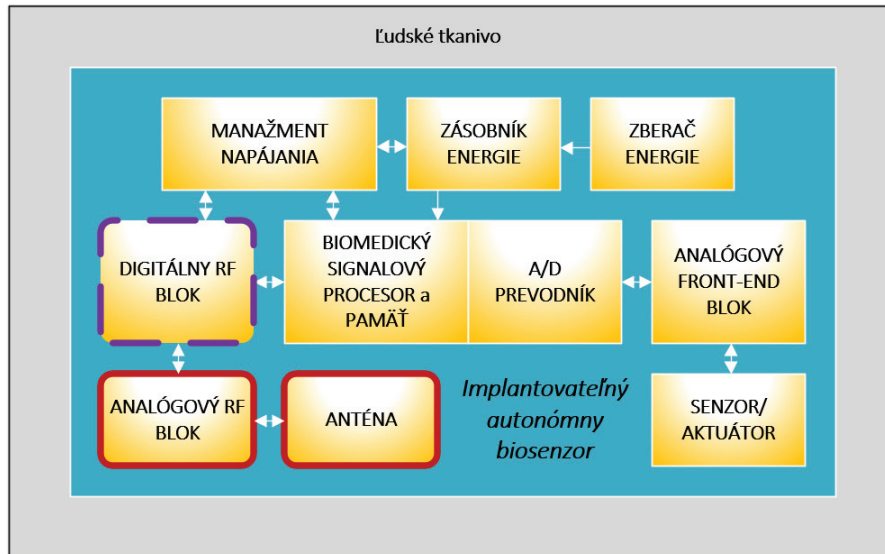 Ľudské tkanivo
MANAŽMENT
NAPÁJANIA
ZÁSOBNÍK
ENERGIE
ZBERAČ
ENERGIE
DIGITÁLNY RF
BLOK
BIOMEDICKÝ
SIGNALOVÝ
PROCESOR a
PAMÄŤ
A/D
PREVODNÍK
ANALÓGOVÝ
FRONT-END
BLOK
ANALÓGOVÝ RF
BLOK
ANTÉNA
Implantovateľný
autonómny
biosenzor
SENZOR/
AKTUÁTOR